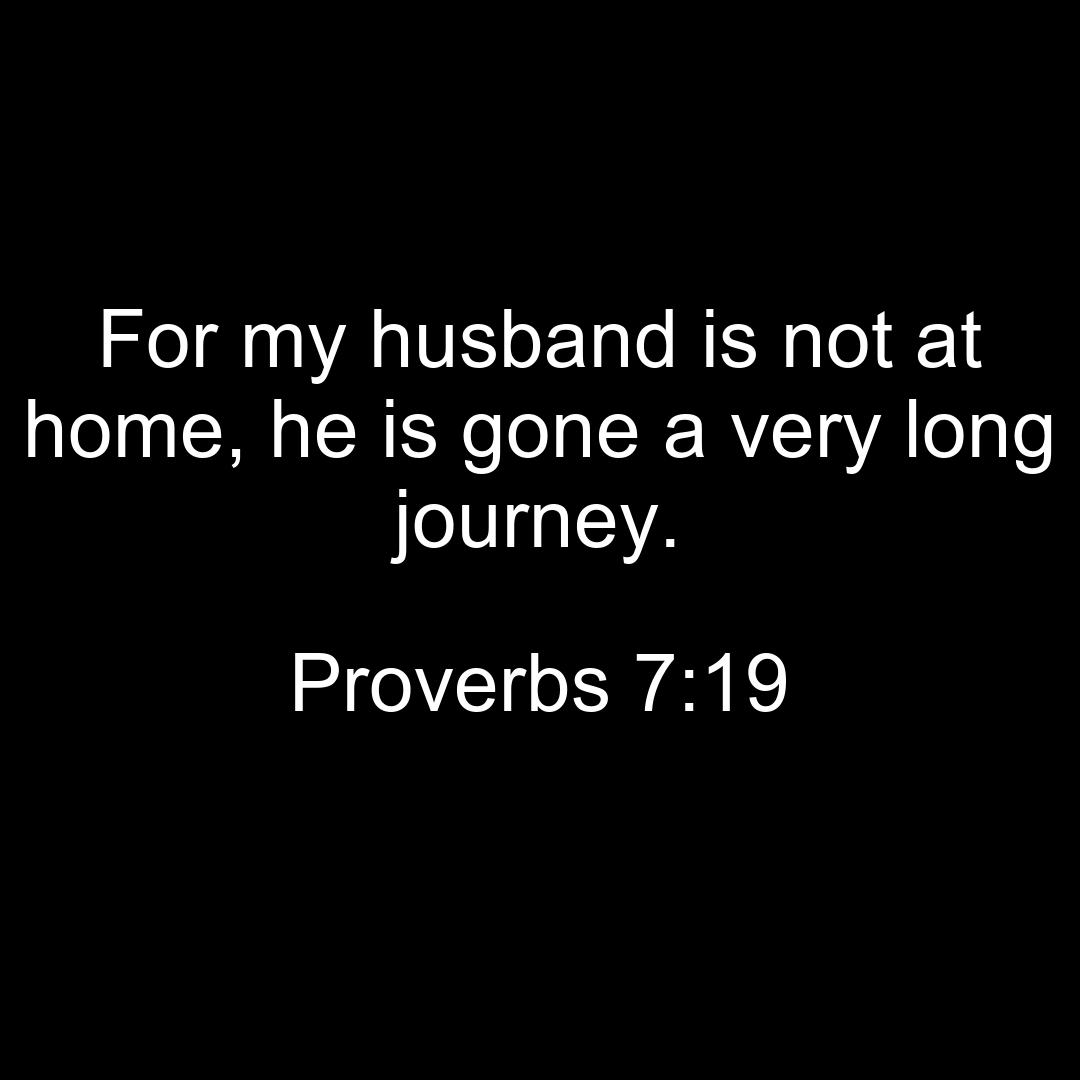 For my husband is not at
home, he is gone a very long
journey.
Proverbs 7:19